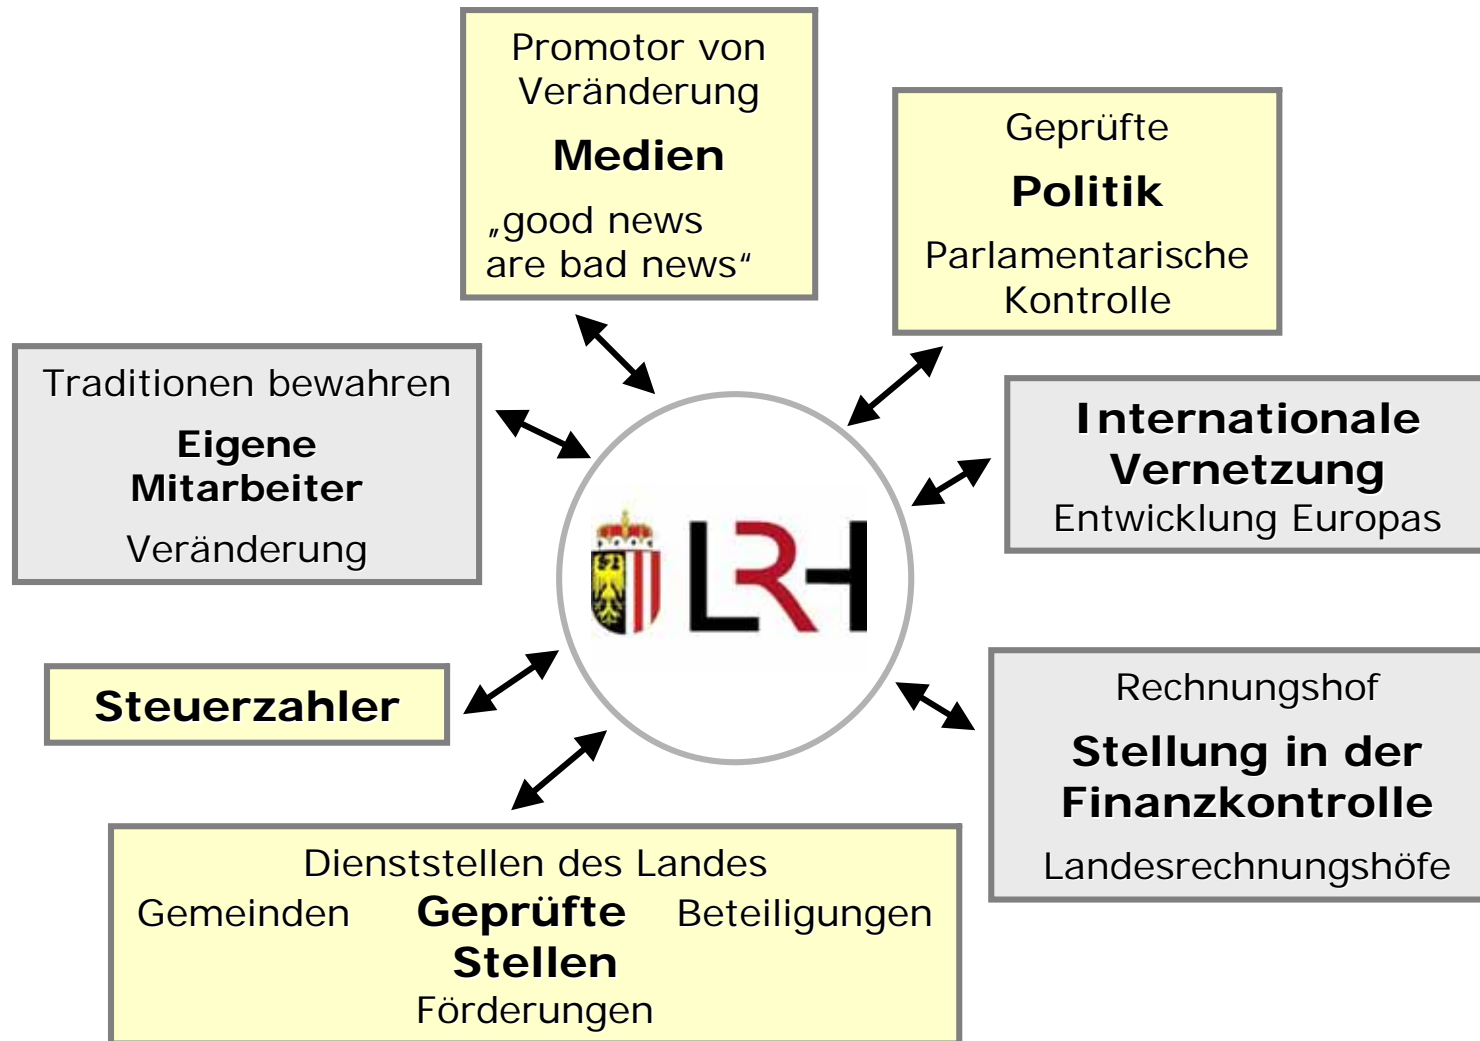 Promotor von
Veränderung
Medien
„good news
are bad news“
Geprüfte
Politik
Parlamentarische
Kontrolle
Traditionen bewahren
Eigene
Mitarbeiter
Veränderung
Internationale
Vernetzung
Entwicklung Europas
LRH
Steuerzahler
Rechnungshof
Stellung in der
Finanzkontrolle
Landesrechnungshöfe
Dienststellen des Landes
Gemeinden Geprüfte Beteiligungen
Stellen
Förderungen